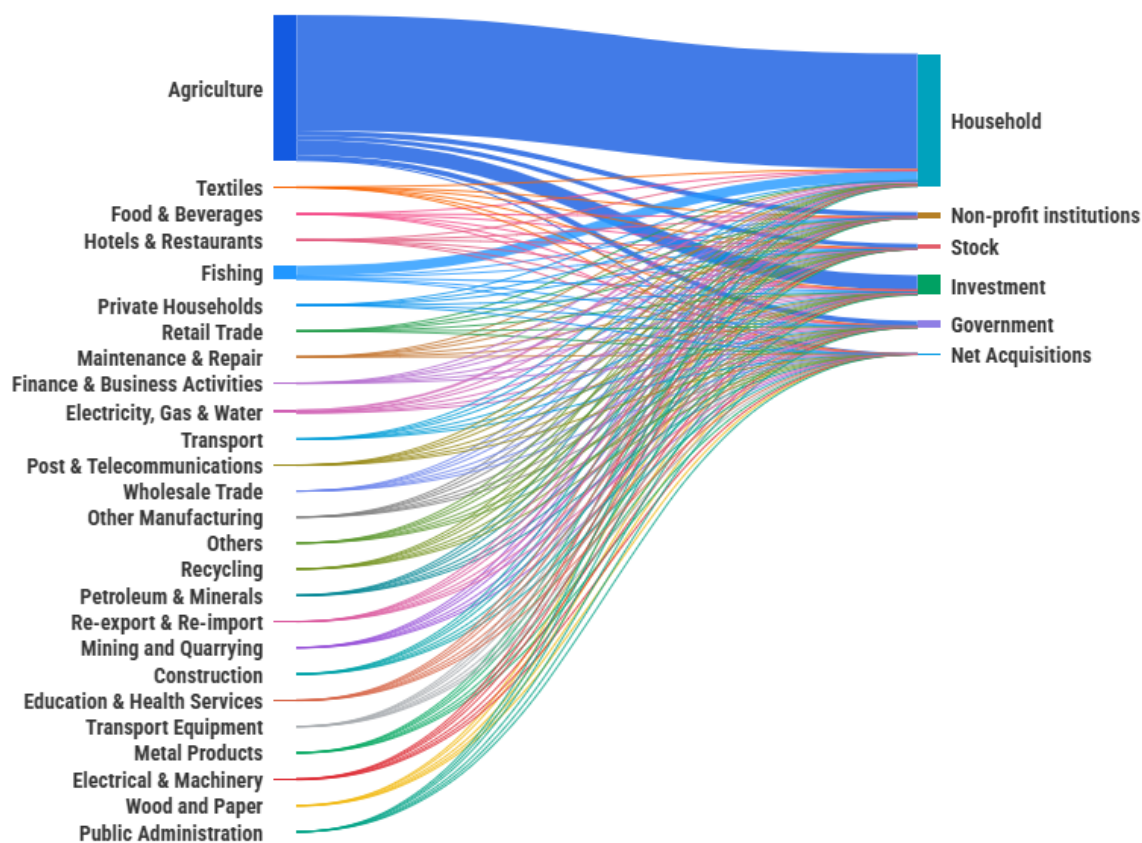 Agriculture
Textiles
Food & Beverages
Hotels & Restaurants
Fishing
Private Households
Retail Trade
Maintenance & Repair
Finance & Business Activities
Electricity, Gas & Water
Transport
Post & Telecommunications
Wholesale Trade
Other Manufacturing
Others
Recycling
Petroleum & Minerals
Re-export & Re-import
Mining and Quarrying
Construction
Education & Health Services
Transport Equipment
Metal Products
Electrical & Machinery
Wood and Paper
Public Administration
Household
Non-profit institutions
Stock
Investment
Government
Net Acquisitions